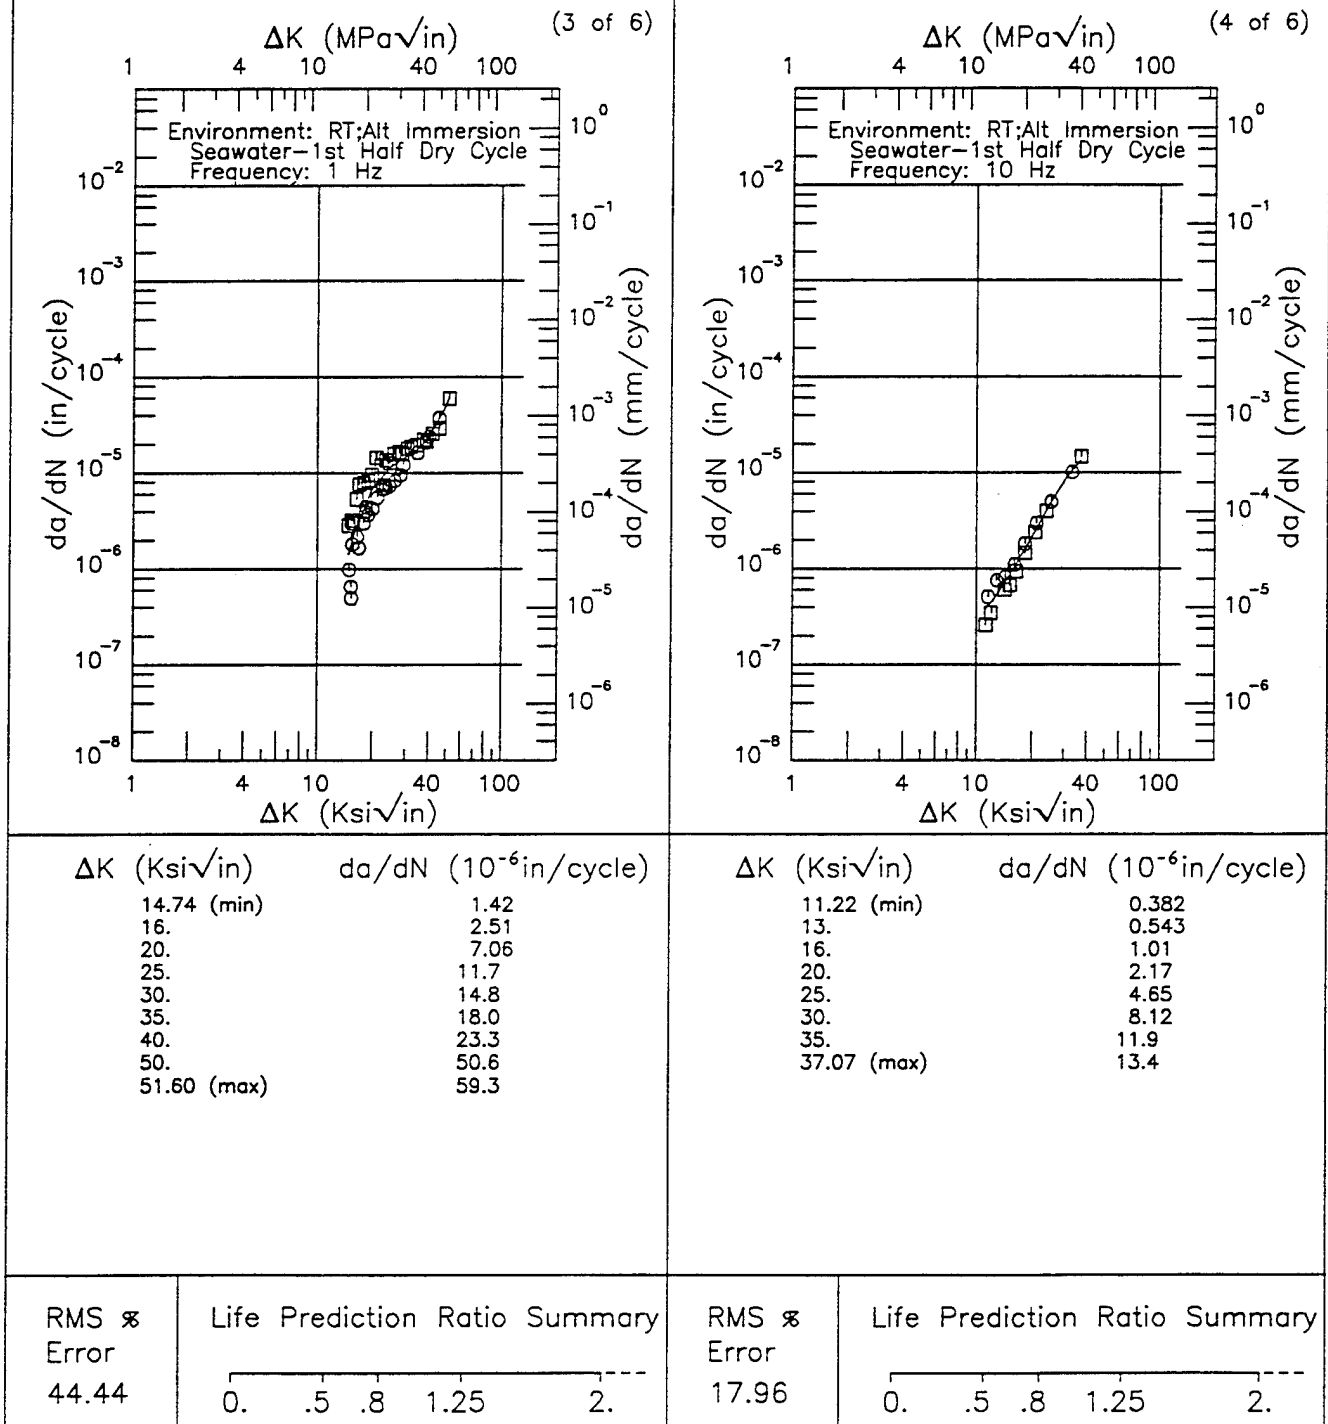 (3 of 6)
ΔK (MPa√in)
1 4 10 40 100
Environment: RT;Alt Immersion
Seawater-1st Half Dry Cycle
Frequency: 1 Hz
da/dN (in/cycle)
10⁻²
10⁻³
10⁻⁴
10⁻⁵
10⁻⁶
10⁻⁷
10⁻⁸
da/dN (mm/cycle)
10⁰
10⁻¹
10⁻²
10⁻³
10⁻⁴
10⁻⁵
10⁻⁶
1 4 10 40 100
ΔK (Ksi√in)
ΔK (Ksi√in) da/dN (10⁻⁶in/cycle)
14.74 (min) 1.42
16. 2.51
20. 7.06
25. 11.7
30. 14.8
35. 18.0
40. 23.3
50. 50.6
51.60 (max) 59.3
RMS %
Error
44.44
Life Prediction Ratio Summary
0. .5 .8 1.25 2.
(4 of 6)
ΔK (MPa√in)
1 4 10 40 100
Environment: RT;Alt Immersion
Seawater-1st Half Dry Cycle
Frequency: 10 Hz
da/dN (in/cycle)
10⁻²
10⁻³
10⁻⁴
10⁻⁵
10⁻⁶
10⁻⁷
10⁻⁸
da/dN (mm/cycle)
10⁰
10⁻¹
10⁻²
10⁻³
10⁻⁴
10⁻⁵
10⁻⁶
1 4 10 40 100
ΔK (Ksi√in)
ΔK (Ksi√in) da/dN (10⁻⁶in/cycle)
11.22 (min) 0.382
13. 0.543
16. 1.01
20. 2.17
25. 4.65
30. 8.12
35. 11.9
37.07 (max) 13.4
RMS %
Error
17.96
Life Prediction Ratio Summary
0. .5 .8 1.25 2.